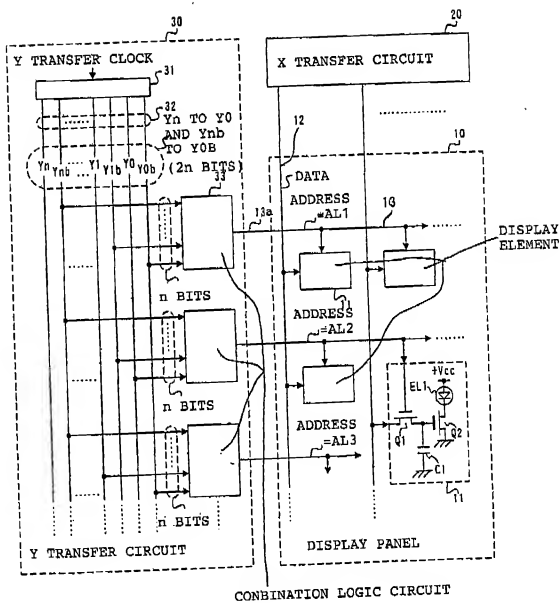 30
20
Y TRANSFER CLOCK
X TRANSFER CIRCUIT
31
32
Yn TO Y0
AND Ynb
TO Y0B
(2n BITS)
12
10
Yn
Ynb
Y1
Y1b
Y0
Y0b
33
DATA
13a
ADDRESS
=AL1
13
DISPLAY
ELEMENT
n BITS
11
ADDRESS
=AL2
+Vcc
EL1
n BITS
Q1
Q2
ADDRESS
=AL3
C1
11
n BITS
Y TRANSFER CIRCUIT
DISPLAY PANEL
CONBINATION LOGIC CIRCUIT